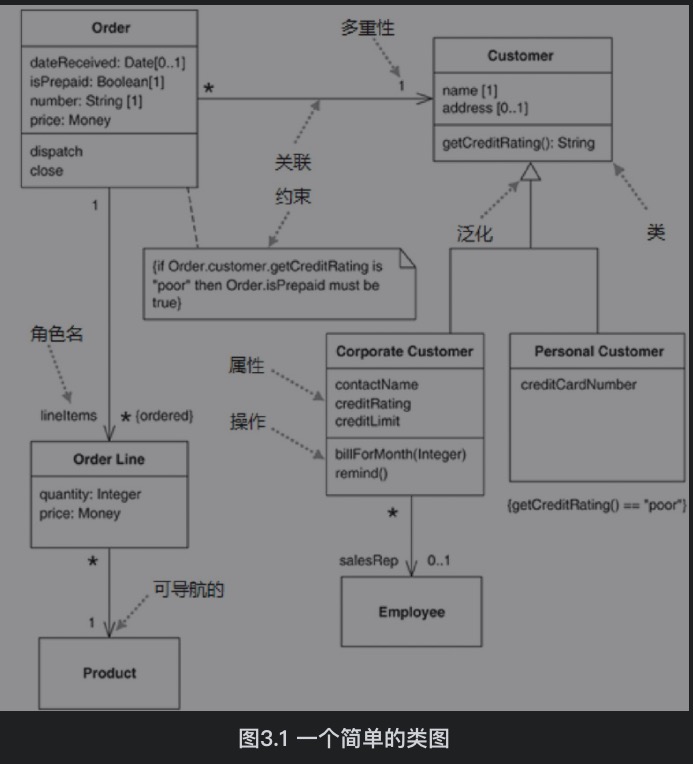 Order
dateReceived: Date[0..1]
isPrepaid: Boolean[1]
number: String [1]
price: Money
dispatch
close
多重性
*
1
关联
Customer
name [1]
address [0..1]
getCreditRating(): String
约束
泛化
类
1
{if Order.customer.getCreditRating is
"poor" then Order.isPrepaid must be
true}
角色名
lineItems
* {ordered}
属性
操作
Corporate Customer
contactName
creditRating
creditLimit
billForMonth(Integer)
remind()
Personal Customer
creditCardNumber
{getCreditRating() == "poor"}
Order Line
quantity: Integer
price: Money
*
可导航的
1
Product
*
salesRep
0..1
Employee
图3.1 一个简单的类图